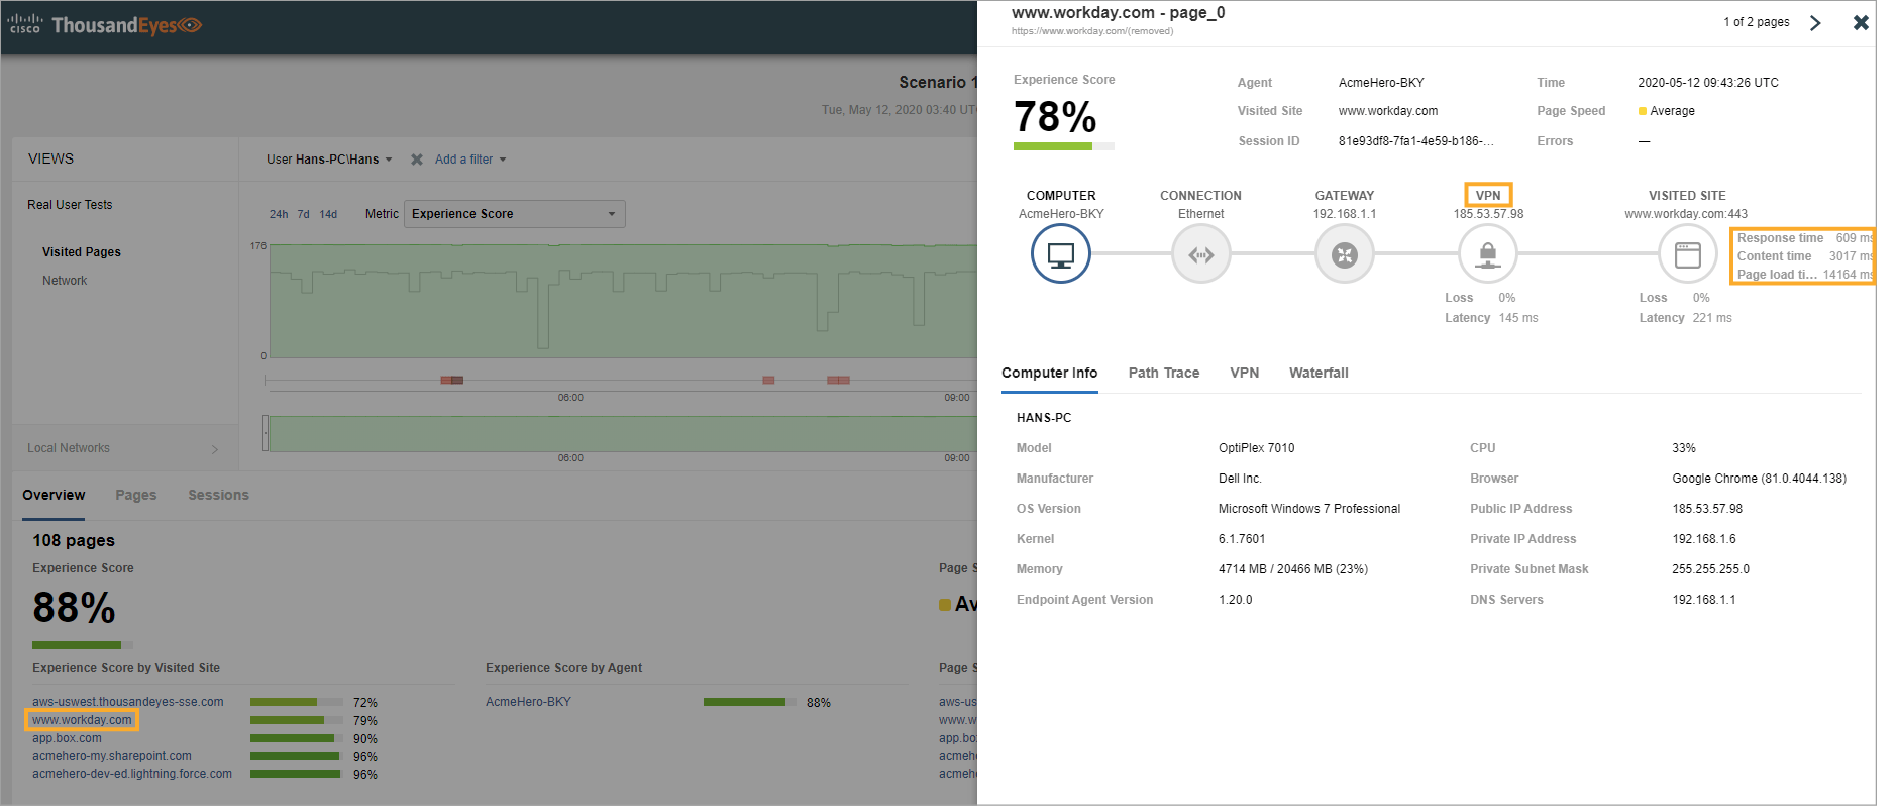 cisco ThousandEyes
Scenario 1
Tue, May 12, 2020 03:40 UTC
VIEWS
Real User Tests
Visited Pages
Network
Local Networks
User Hans-PC\Hans
Add a filter
24h 7d 14d Metric Experience Score
176
0
06:00 09:00
06:00 09:00
Overview Pages Sessions
108 pages
Experience Score
88%
Page S
Av
Experience Score by Visited Site
aws-uswest.thousandeyes-sse.com 72%
www.workday.com 79%
app.box.com 90%
acmehero-my.sharepoint.com 96%
acmehero-dev-ed.lightning.force.com 96%
Experience Score by Agent
AcmeHero-BKY 88%
Page S
aws-us
www.w
app.bo
acmehe
acmehe
www.workday.com - page_0
https://www.workday.com/(removed)
1 of 2 pages
Experience Score
78%
Agent AcmeHero-BKY
Visited Site www.workday.com
Session ID 81e93df8-7fa1-4e59-b186-...
Time 2020-05-12 09:43:26 UTC
Page Speed Average
Errors —
COMPUTER
AcmeHero-BKY
CONNECTION
Ethernet
GATEWAY
192.168.1.1
VPN
185.53.57.98
Loss 0%
Latency 145 ms
VISITED SITE
www.workday.com:443
Response time 609 ms
Content time 3017 ms
Page load ti... 14164 ms
Loss 0%
Latency 221 ms
Computer Info Path Trace VPN Waterfall
HANS-PC
Model OptiPlex 7010
Manufacturer Dell Inc.
OS Version Microsoft Windows 7 Professional
Kernel 6.1.7601
Memory 4714 MB / 20466 MB (23%)
Endpoint Agent Version 1.20.0
CPU 33%
Browser Google Chrome (81.0.4044.138)
Public IP Address 185.53.57.98
Private IP Address 192.168.1.6
Private Subnet Mask 255.255.255.0
DNS Servers 192.168.1.1